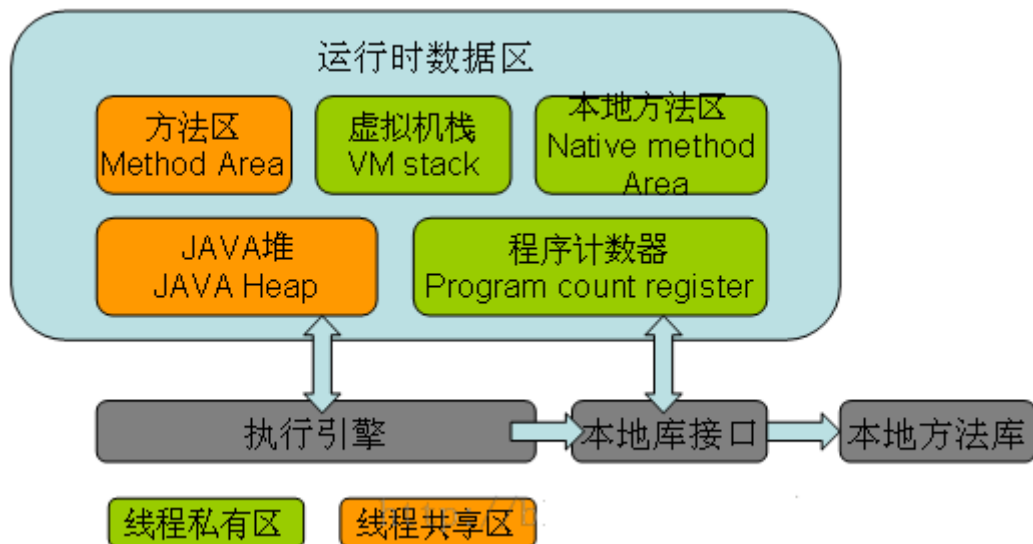 运行时数据区
方法区
Method Area
虚拟机栈
VM stack
本地方法区
Native method
Area
JAVA堆
JAVA Heap
程序计数器
Program count register
执行引擎
本地库接口
本地方法库
线程私有区
线程共享区